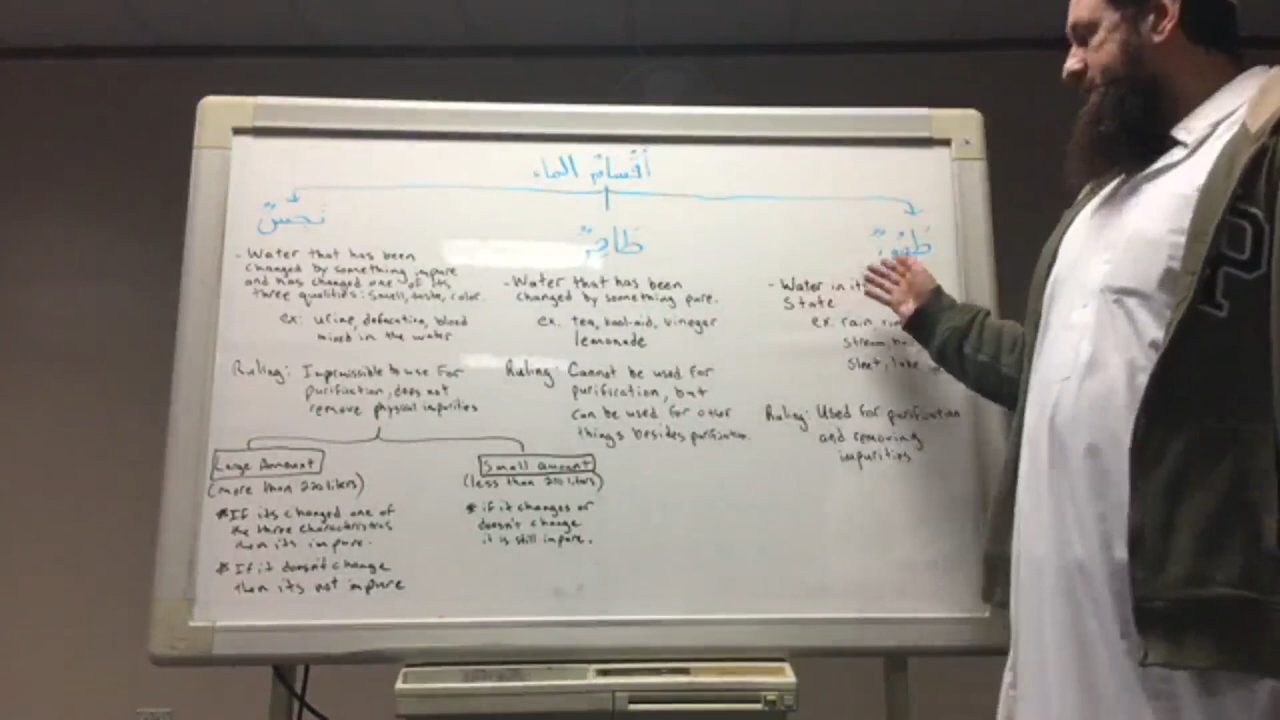 أَقْسَامُ الماء
نَجِسٌ
- Water that has been
changed by something impure
and has changed one of its
three qualities: smell, taste, color.
ex: urine, defecating, blood
mixed in the water
Ruling: Impermissible to use for
purification, does not
remove physical impurities
Large Amount
(more than 220 liters)
* If its changed one of
the three characteristics
then its impure.
* If it doesn't change
then its not impure
Small amount
(less than 220 liters)
* if it changes or
doesn't change
it is still impure.
طَاهِرٌ
- Water that has been
changed by something pure.
ex. tea, kool-aid, vinegar
lemonade
Ruling: Cannot be used for
purification, but
can be used for other
things besides purification.
طَهُورٌ
- Water in
State
ex. rain
stream
Sleet, lake
Ruling: Used for purification
and removing
impurities
P